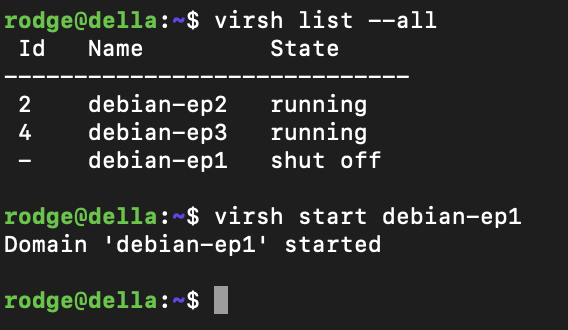 rodge@della:~$ virsh list --all
 Id   Name           State
-------------------------------
 2    debian-ep2   running
 4    debian-ep3   running
 -    debian-ep1   shut off

rodge@della:~$ virsh start debian-ep1
Domain 'debian-ep1' started

rodge@della:~$